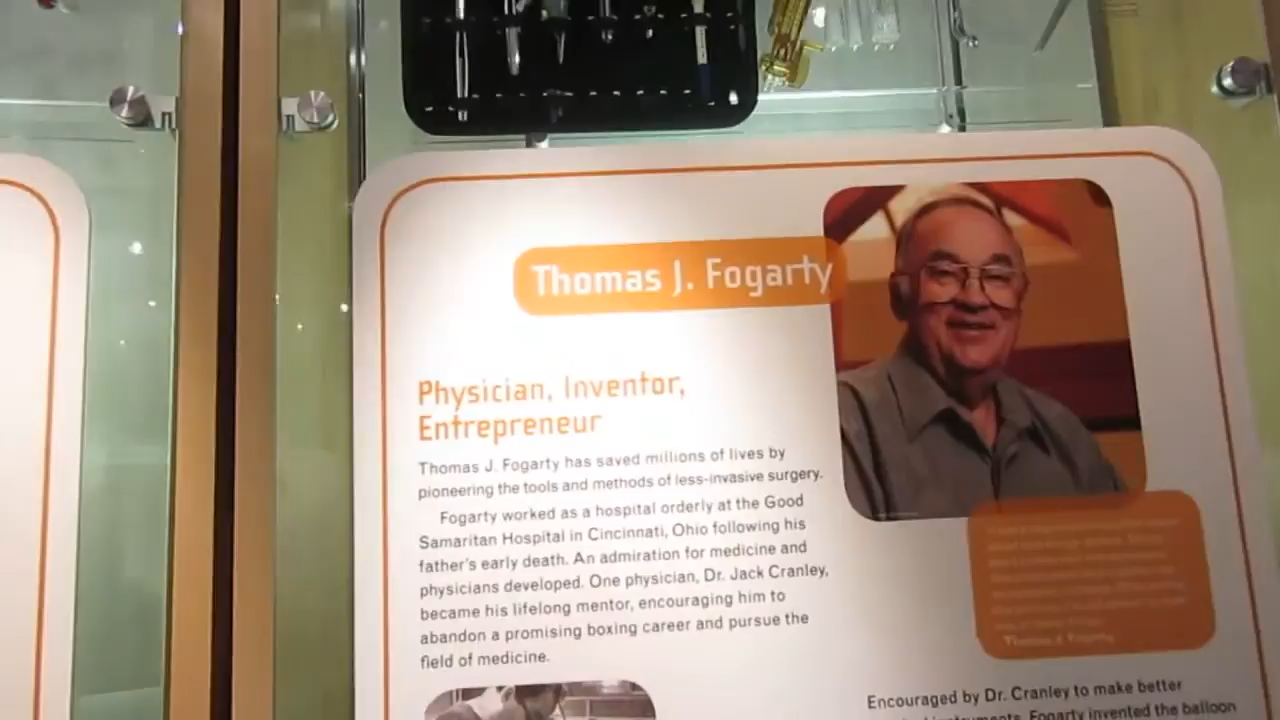 Thomas J. Fogarty
Physician, Inventor,
Entrepreneur
Thomas J. Fogarty has saved millions of lives by
pioneering the tools and methods of less-invasive surgery.
Fogarty worked as a hospital orderly at the Good
Samaritan Hospital in Cincinnati, Ohio following his
father's early death. An admiration for medicine and
physicians developed. One physician, Dr. Jack Cranley,
became his lifelong mentor, encouraging him to
abandon a promising boxing career and pursue the
field of medicine.
Thomas J. Fogarty
Encouraged by Dr. Cranley to make better
instruments, Fogarty invented the balloon